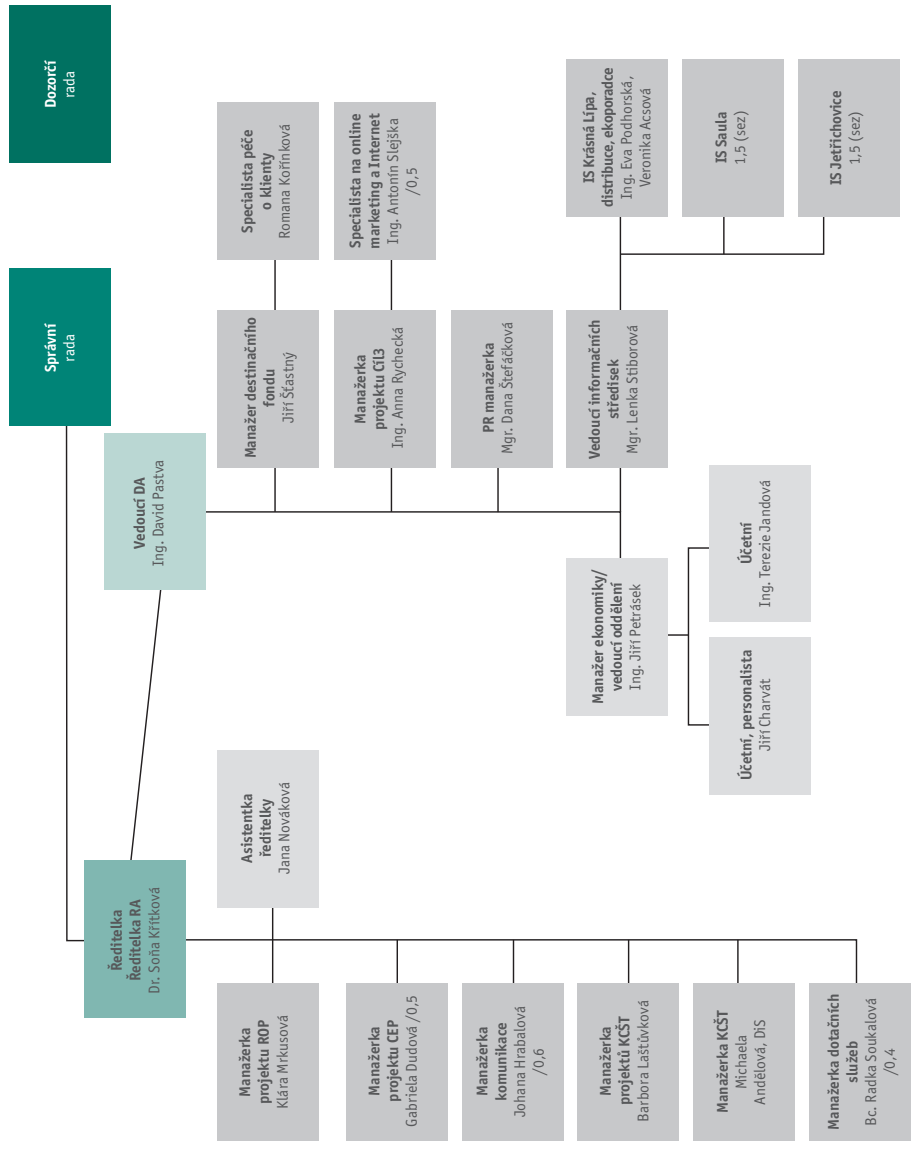 Dozorčí
rada
Správní
rada
Ředitelka
Ředitelka RA
Dr. Soňa Křítková
Vedoucí DA
Ing. David Pastva
Manažerka
projektu ROP
Klára Mrkusová
Asistentka
ředitelky
Jana Nováková
Manažerka
projektu CEP
Gabriela Dudová /0,5
Manažerka
komunikace
Johana Hrabalová
/0,6
Manažerka
projektů KCŠT
Barbora Laštůvková
Manažerka KCŠT
Michaela
Andělová, DiS
Manažerka dotačních
služeb
Bc. Radka Soukalová
/0,4
Manažer destinačního
fondu
Jiří Šťastný
Specialista péče
o klienty
Romana Kořínková
Manažerka
projektu Cíl3
Ing. Anna Rychecká
Specialista na online
marketing a Internet
Ing. Antonín Slejška
/0,5
PR manažerka
Mgr. Dana Štefáčková
Vedoucí informačních
středisek
Mgr. Lenka Stiborová
IS Krásná Lípa,
distribuce, ekoporadce
Ing. Eva Podhorská,
Veronika Acsová
IS Saula
1,5 (sez)
IS Jetřichovice
1,5 (sez)
Manažer ekonomiky/
vedoucí oddělení
Ing. Jiří Petrásek
Účetní, personalista
Jiří Charvát
Účetní
Ing. Terezie Jandová